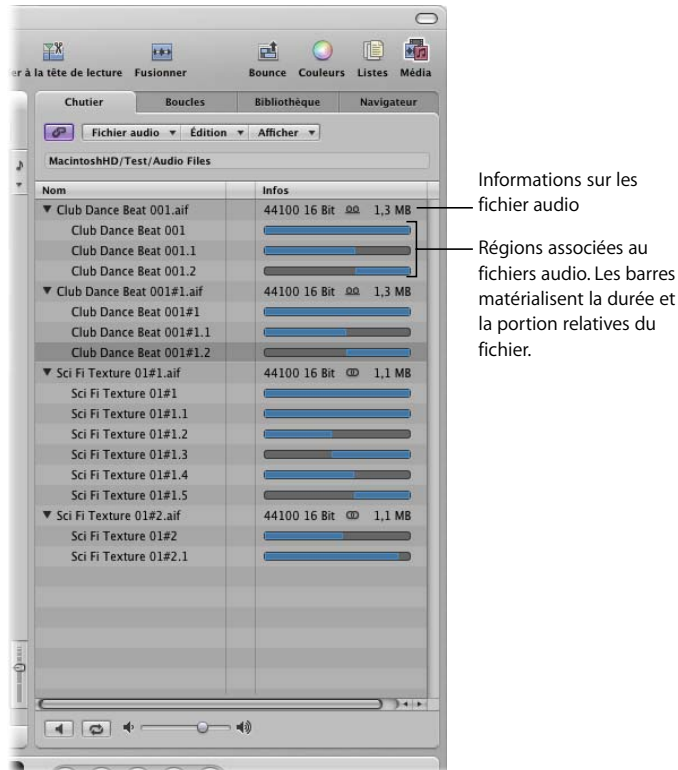 er à la tête de lecture Fusionner Bounce Couleurs Listes Média
Chutier Boucles Bibliothèque Navigateur
Fichier audio Édition Afficher
MacintoshHD/Test/Audio Files
Nom Infos
Club Dance Beat 001.aif 44100 16 Bit 1,3 MB
Club Dance Beat 001
Club Dance Beat 001.1
Club Dance Beat 001.2
Club Dance Beat 001#1.aif 44100 16 Bit 1,3 MB
Club Dance Beat 001#1
Club Dance Beat 001#1.1
Club Dance Beat 001#1.2
Sci Fi Texture 01#1.aif 44100 16 Bit 1,1 MB
Sci Fi Texture 01#1
Sci Fi Texture 01#1.1
Sci Fi Texture 01#1.2
Sci Fi Texture 01#1.3
Sci Fi Texture 01#1.4
Sci Fi Texture 01#1.5
Sci Fi Texture 01#2.aif 44100 16 Bit 1,1 MB
Sci Fi Texture 01#2
Sci Fi Texture 01#2.1
Informations sur les
fichier audio
Régions associées au
fichiers audio. Les barres
matérialisent la durée et
la portion relatives du
fichier.